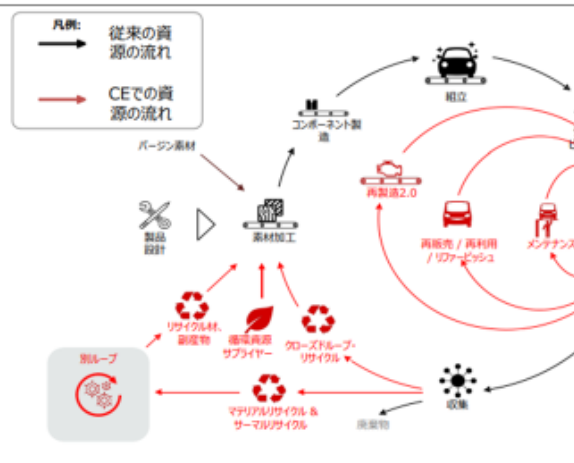 凡例:
従来の資
源の流れ
CEでの資
源の流れ
組立
コンポーネント製
造
バージン素材
再製造2.0
素材加工
製品
設計
再販売 / 再利用
/ リファービッシュ
メンテナンス
リサイクル材、
副産物
循環資源
サプライヤー
クローズドループ・
リサイクル
別ループ
マテリアルリサイクル &
サーマルリサイクル
収集
廃棄物